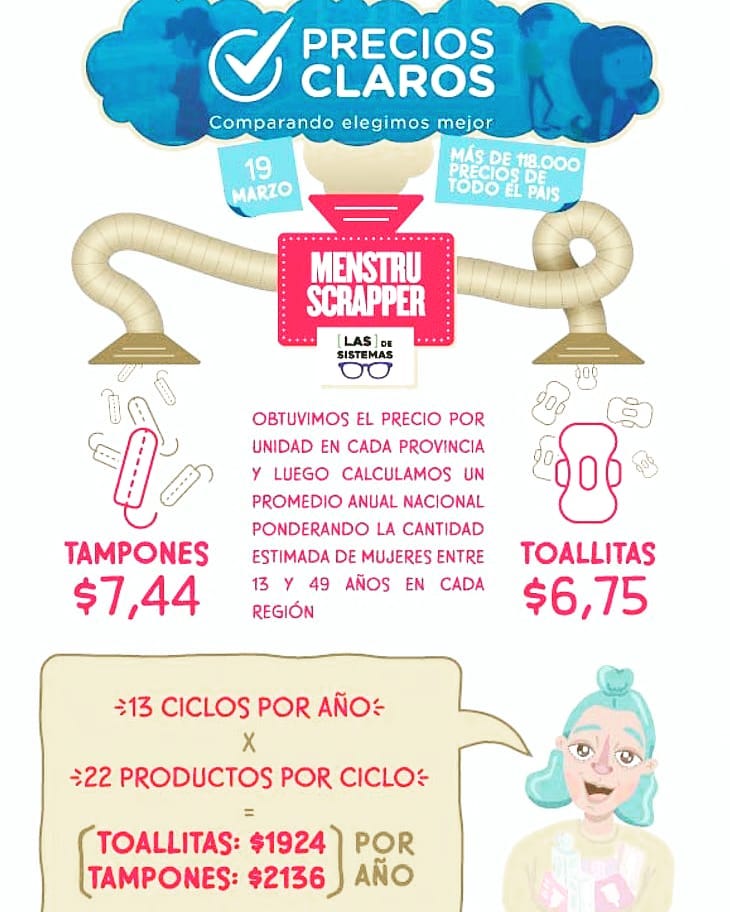 PRECIOS
CLAROS
Comparando elegimos mejor
19
MARZO
MÁS DE 118.000
PRECIOS DE
TODO EL PAIS
MENSTRU
SCRAPPER
[LAS] DE
SISTEMAS
OBTUVIMOS EL PRECIO POR
UNIDAD EN CADA PROVINCIA
Y LUEGO CALCULAMOS UN
PROMEDIO ANUAL NACIONAL
PONDERANDO LA CANTIDAD
ESTIMADA DE MUJERES ENTRE
13 Y 49 AÑOS EN CADA
REGIÓN
TAMPONES
$7,44
TOALLITAS
$6,75
13 CICLOS POR AÑO
X
22 PRODUCTOS POR CICLO
=
TOALLITAS: $1924
TAMPONES: $2136
POR
AÑO